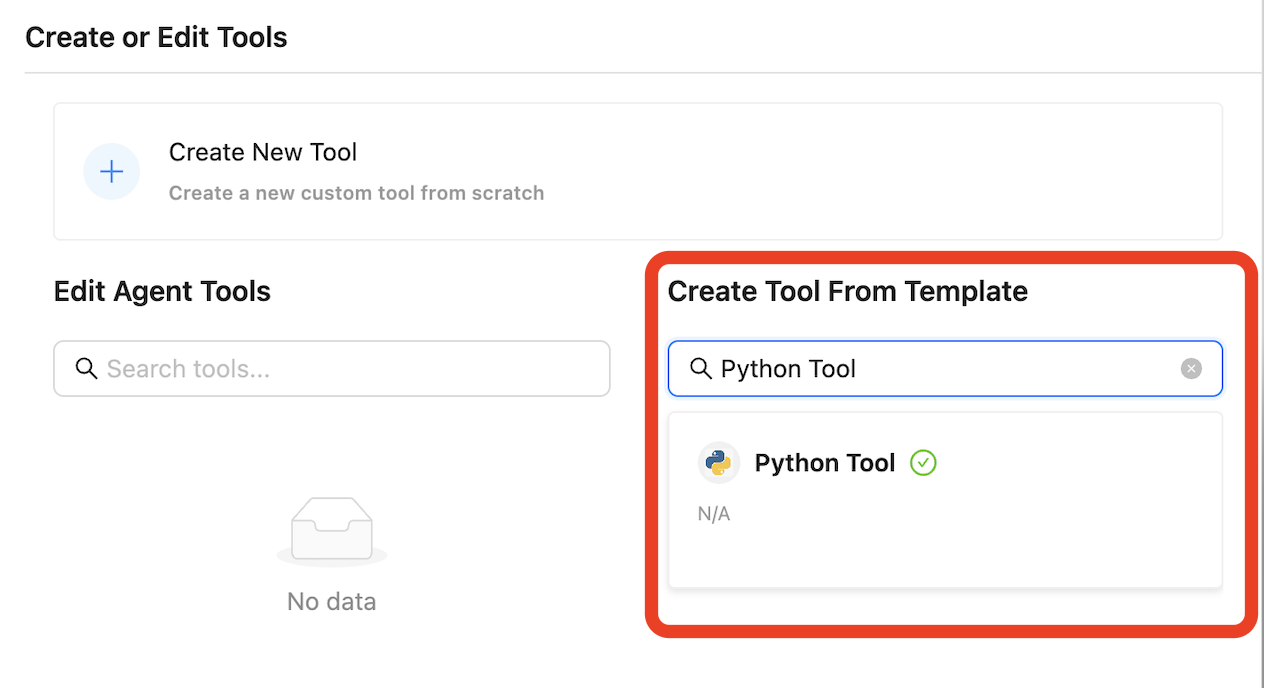 Create or Edit Tools
Create New Tool
Create a new custom tool from scratch
Edit Agent Tools
Search tools...
No data
Create Tool From Template
Python Tool
Python Tool
N/A